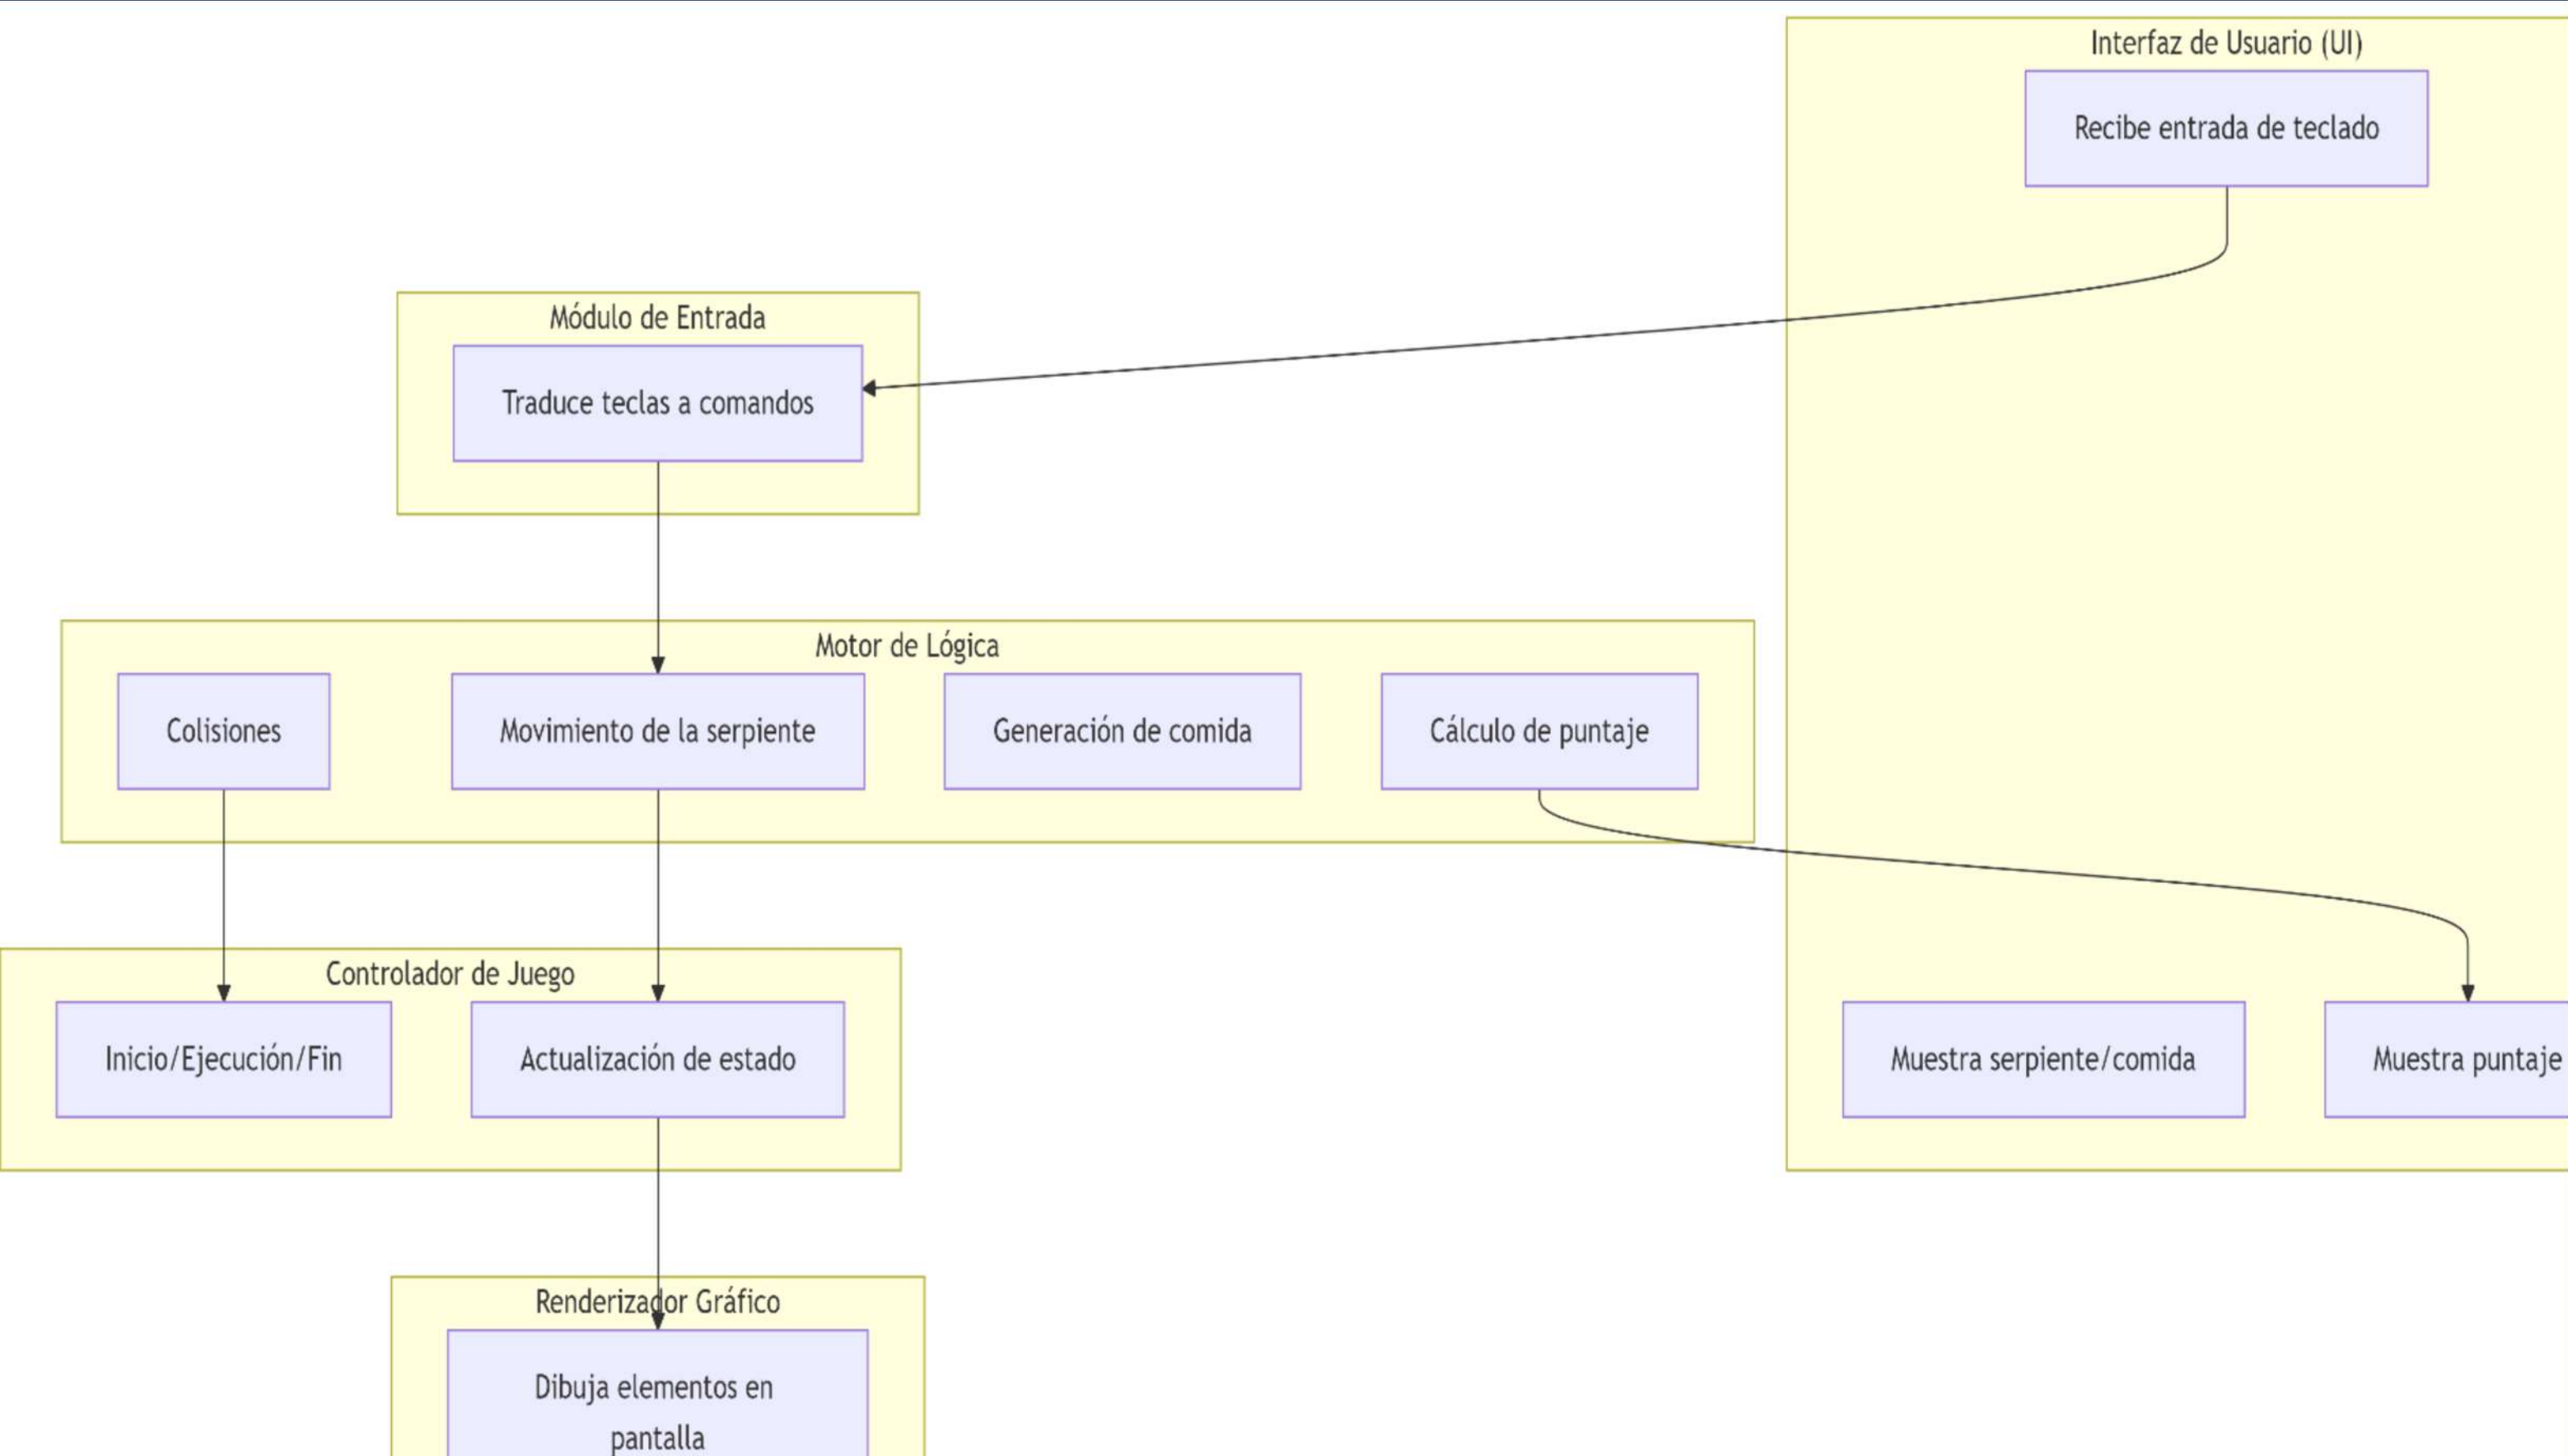 Interfaz de Usuario (UI)
Recibe entrada de teclado
Módulo de Entrada
Traduce teclas a comandos
Motor de Lógica
Colisiones
Movimiento de la serpiente
Generación de comida
Cálculo de puntaje
Controlador de Juego
Inicio/Ejecución/Fin
Actualización de estado
Muestra serpiente/comida
Muestra puntaje
Renderizador Gráfico
Dibuja elementos en
pantalla